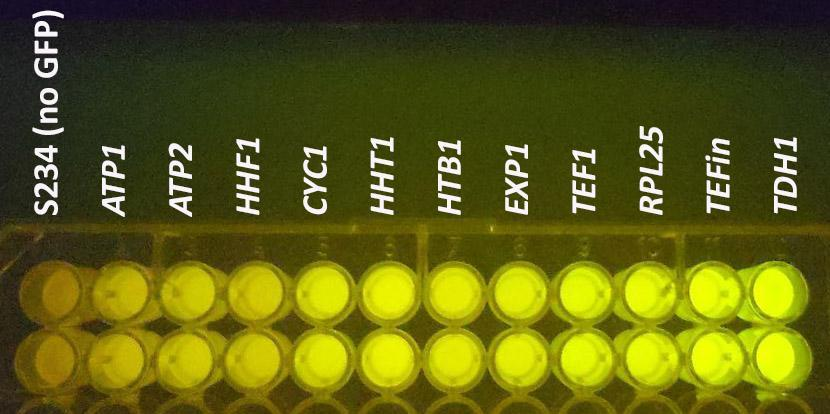 S234 (no GFP)
ATP1
ATP2
HHF1
CYC1
HHT1
HTB1
EXP1
TEF1
RPL25
TEFin
TDH1